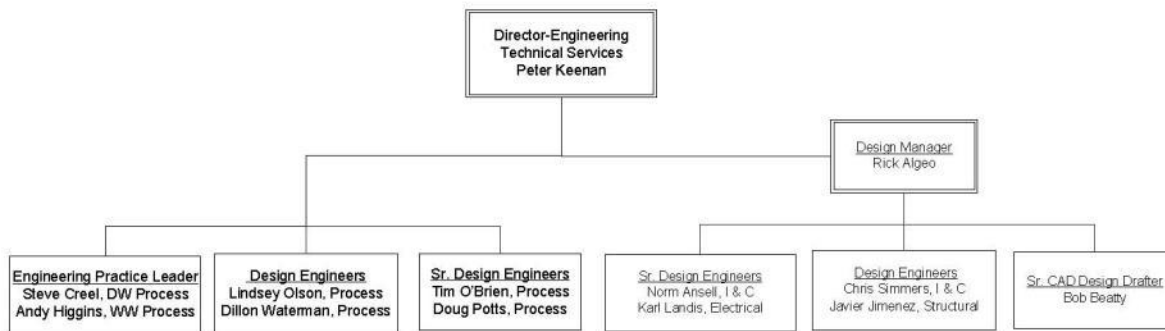 Director-Engineering
Technical Services
Peter Keenan
Design Manager
Rick Algeo
Engineering Practice Leader
Steve Creel, DW Process
Andy Higgins, WW Process
Design Engineers
Lindsey Olson, Process
Dillon Waterman, Process
Sr. Design Engineers
Tim O'Brien, Process
Doug Potts, Process
Sr. Design Engineers
Norm Ansell, I & C
Karl Landis, Electrical
Design Engineers
Chris Simmers, I & C
Javier Jimenez, Structural
Sr. CAD Design Drafter
Bob Beatty